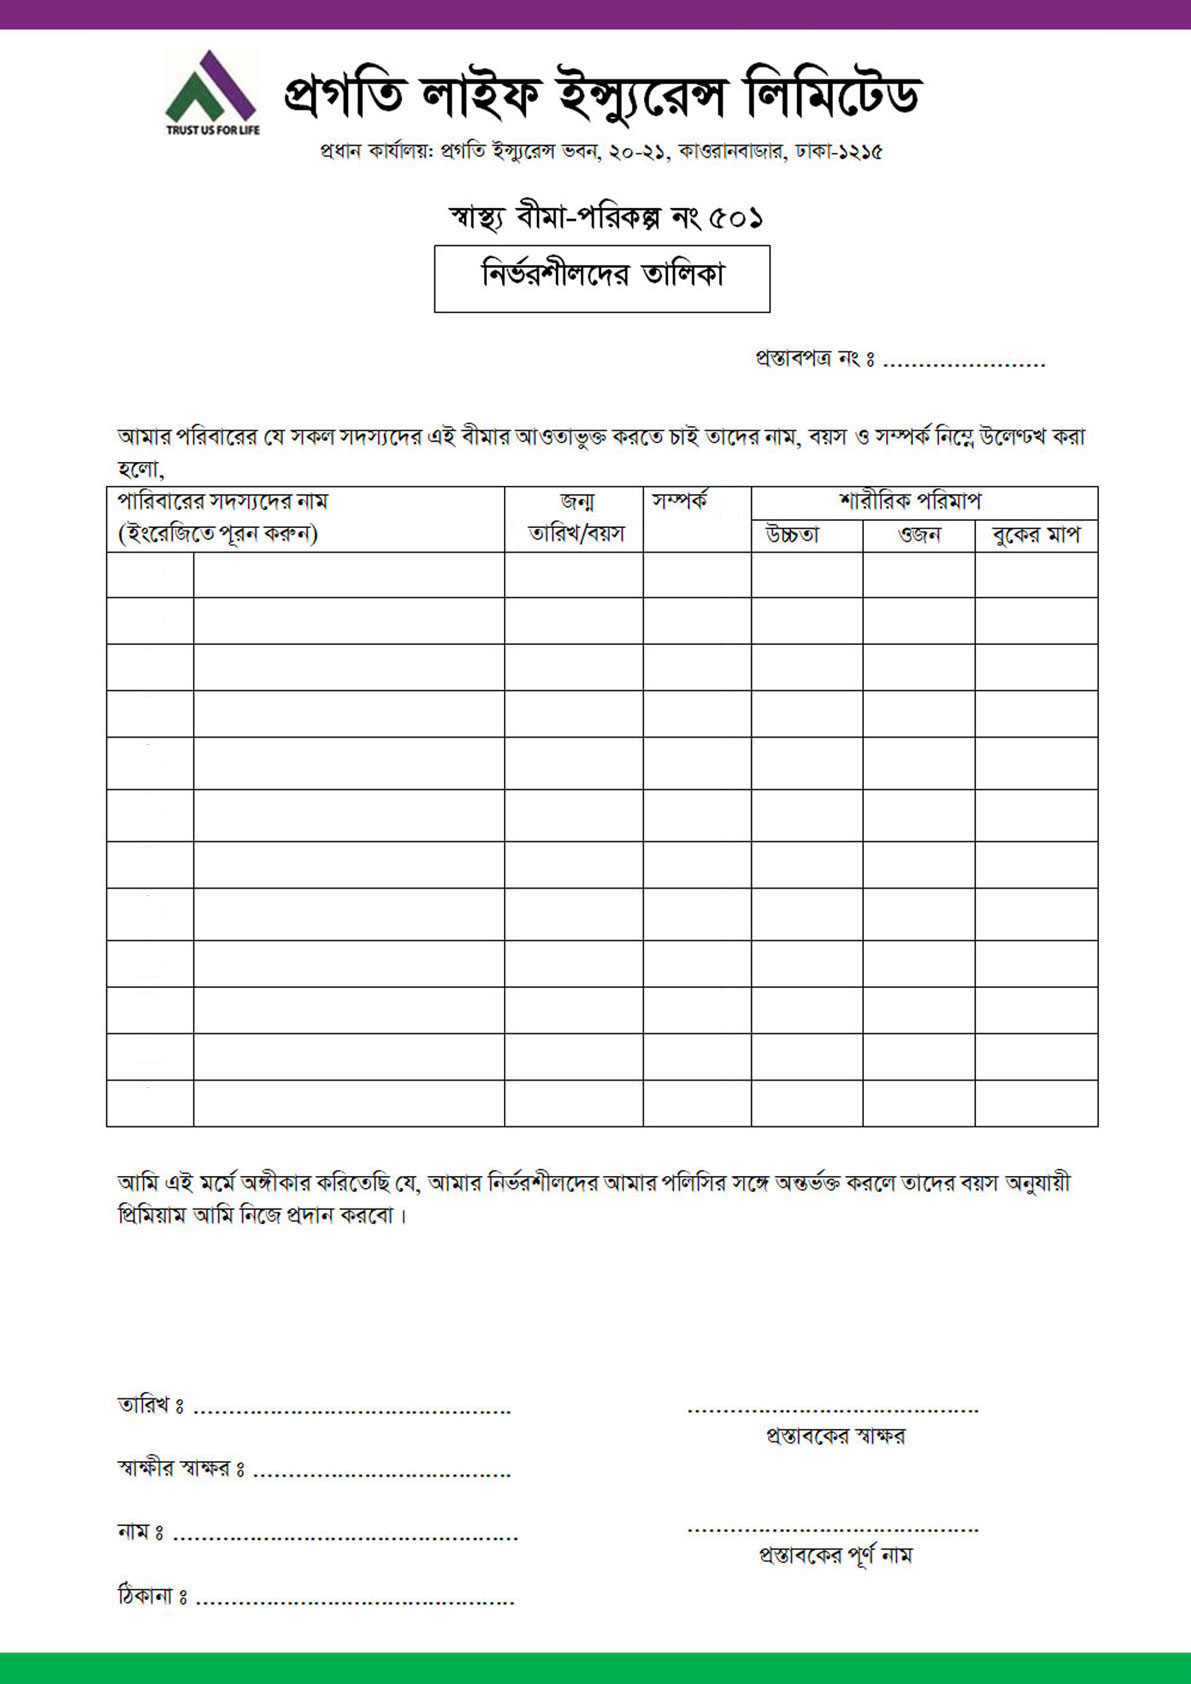 TRUST US FOR LIFE
প্রগতি লাইফ ইন্স্যুরেন্স লিমিটেড
প্রধান কার্যালয়: প্রগতি ইন্স্যুরেন্স ভবন, ২০-২১, কাওরানবাজার, ঢাকা-১২১৫
স্বাস্থ্য বীমা-পরিকল্প নং ৫০১
নির্ভরশীলদের তালিকা
প্রস্তাবপত্র নং ঃ .......................
আমার পরিবারের যে সকল সদস্যদের এই বীমার আওতাভুক্ত করতে চাই তাদের নাম, বয়স ও সম্পর্ক নিম্নে উলেণ্ঢখ করা
হলো,
পারিবারের সদস্যদের নাম জন্ম সম্পর্ক শারীরিক পরিমাপ
(ইংরেজিতে পূরন করুন) তারিখ/বয়স উচ্চতা ওজন বুকের মাপ
আমি এই মর্মে অঙ্গীকার করিতেছি যে, আমার নির্ভরশীলদের আমার পলিসির সঙ্গে অন্তর্ভক্ত করলে তাদের বয়স অনুযায়ী
প্রিমিয়াম আমি নিজে প্রদান করবো।
তারিখ ঃ .............................................
.........................................
প্রস্তাবকের স্বাক্ষর
স্বাক্ষীর স্বাক্ষর ঃ .....................................
নাম ঃ .................................................
.........................................
প্রস্তাবকের পূর্ণ নাম
ঠিকানা ঃ .............................................